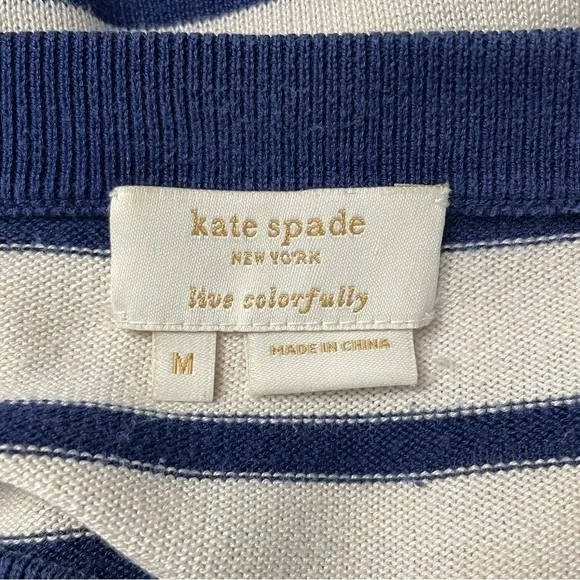 kate spade
NEW YORK
live colorfully
M
MADE IN CHINA